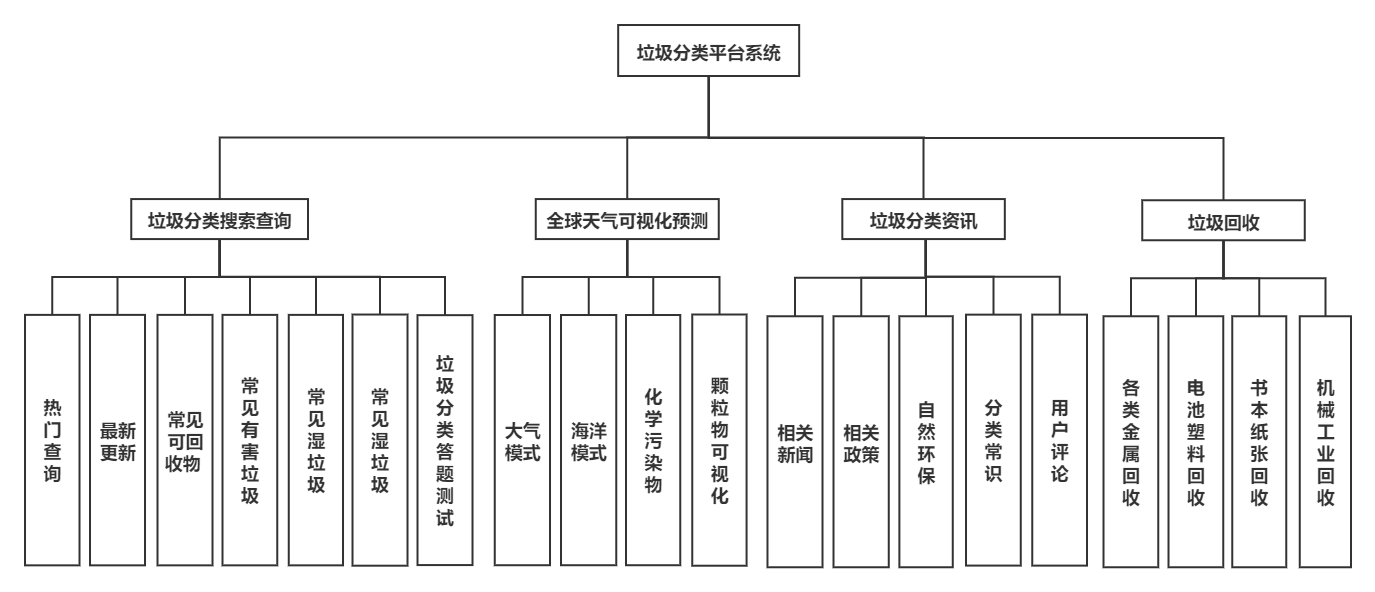 垃圾分类平台系统
垃圾分类搜索查询
全球天气可视化预测
垃圾分类资讯
垃圾回收
热门查询
最新
更新
常见
可回
收物
常见有害垃圾
常见湿垃圾
常见湿垃圾
垃圾分类答题测试
大气
模式
海洋
模式
化学污染物
颗粒物可视化
相关
新闻
相关
政策
自然环保
分类常识
用户评论
各类金属回收
电池塑料回收
书本纸张回收
机械工业回收